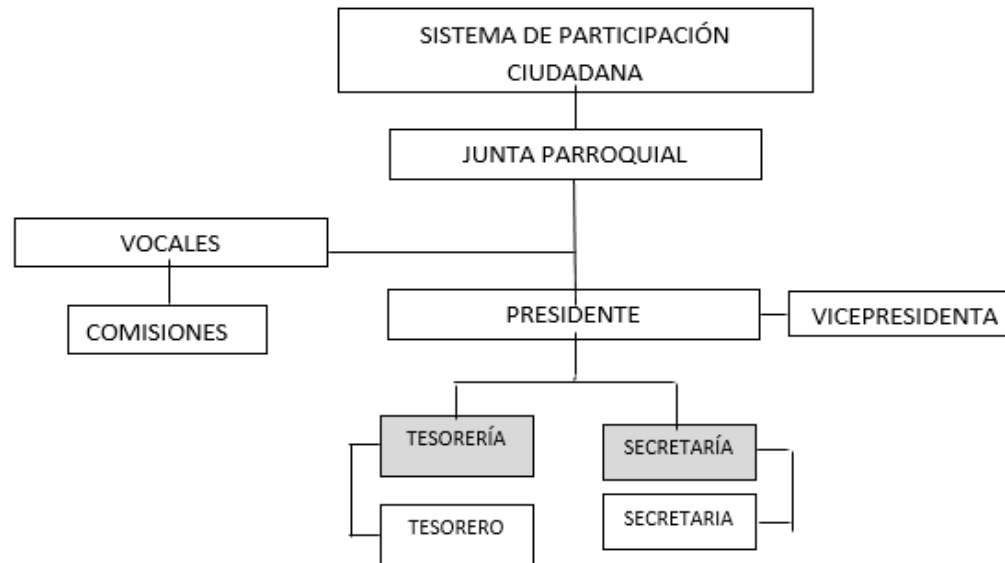 SISTEMA DE PARTICIPACIÓN
CIUDADANA
JUNTA PARROQUIAL
VOCALES
COMISIONES
PRESIDENTE
VICEPRESIDENTA
TESORERÍA
SECRETARÍA
TESORERO
SECRETARIA